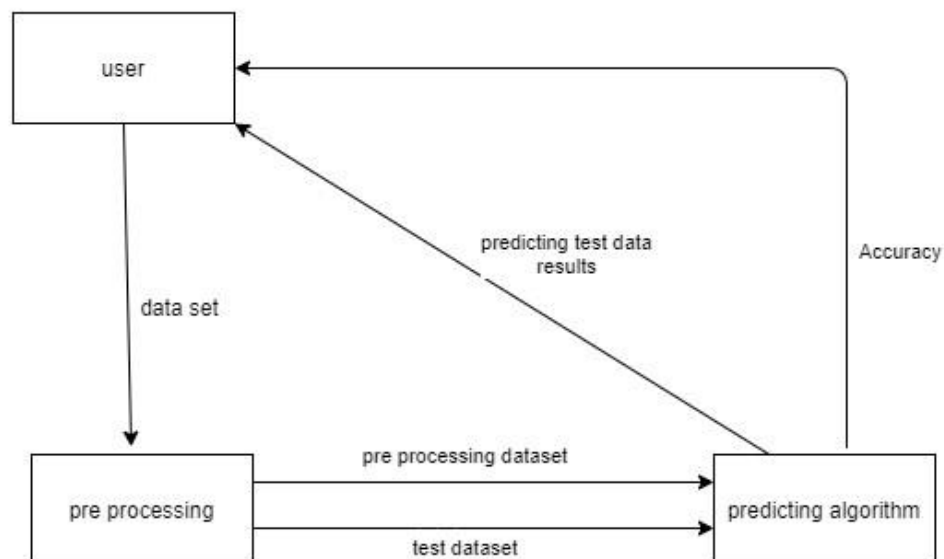 user
predicting test data
results
Accuracy
data set
pre processing dataset
pre processing
predicting algorithm
test dataset